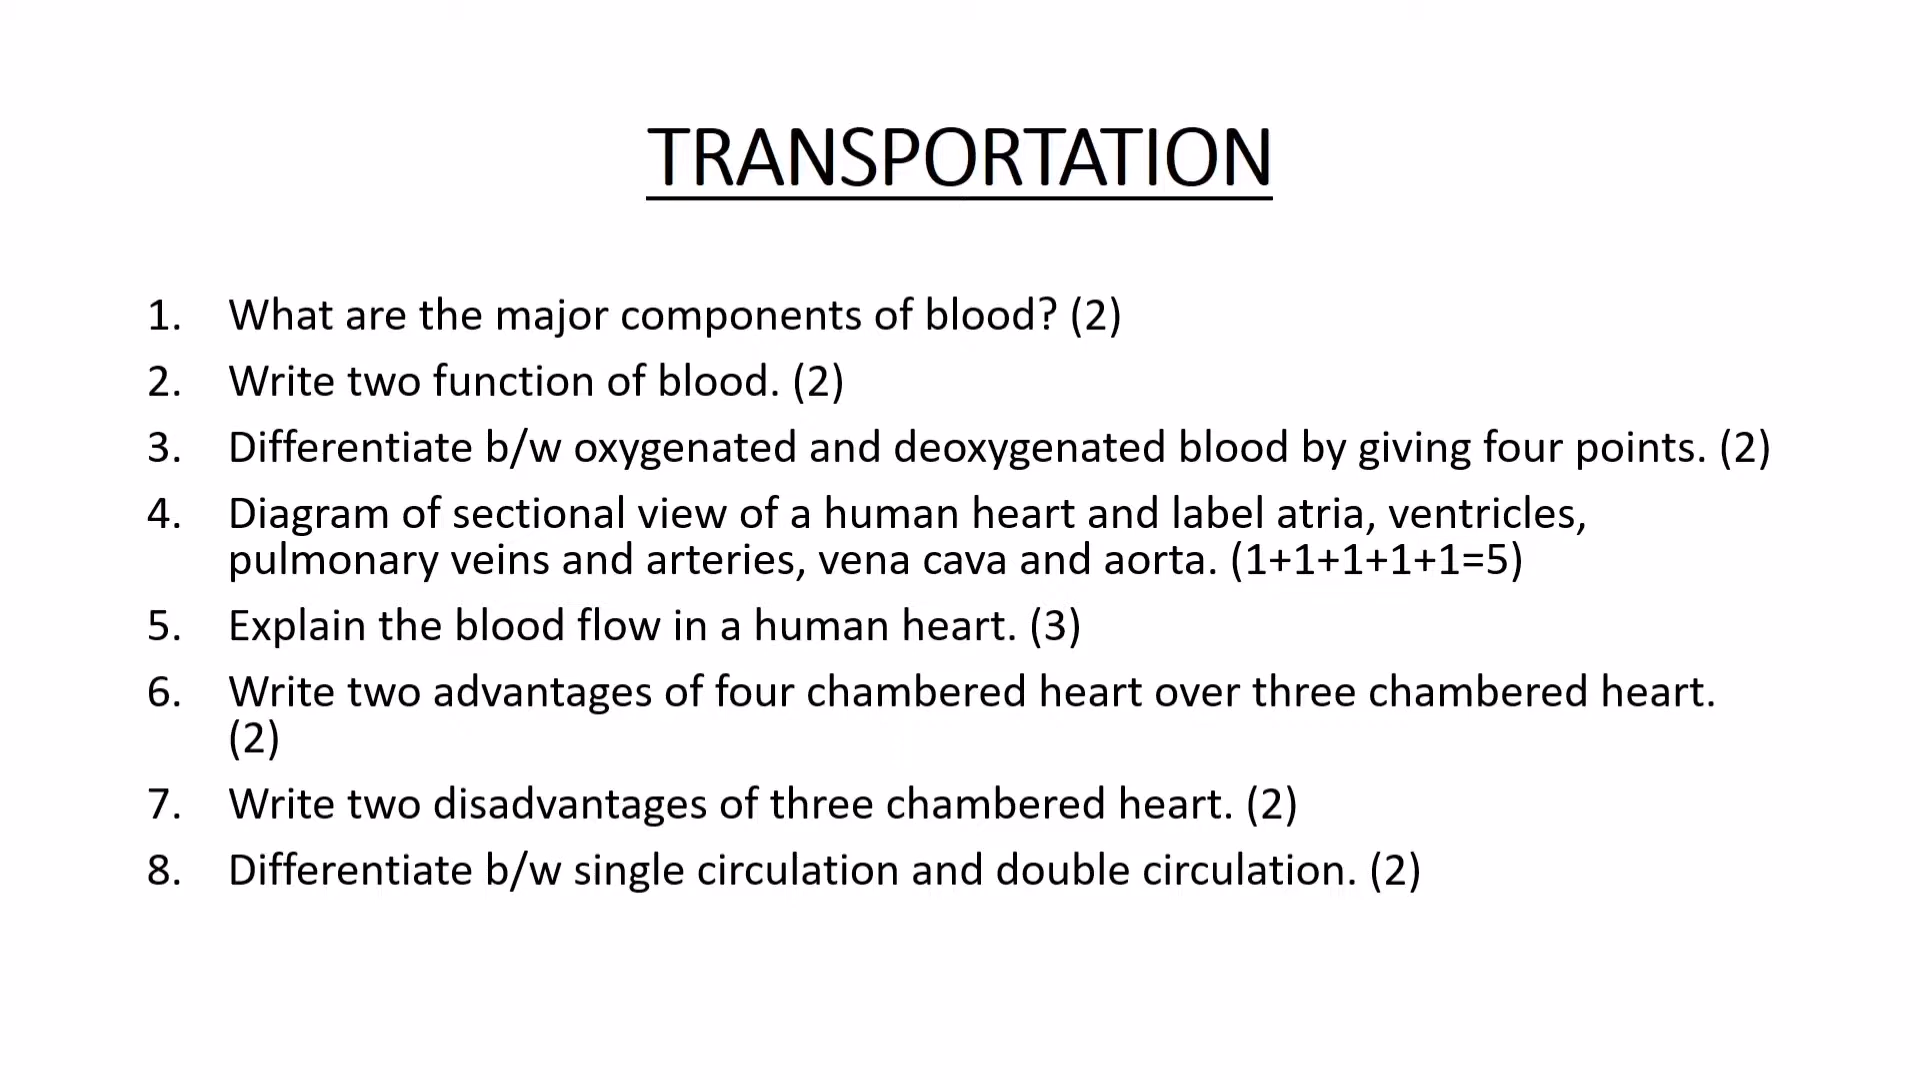 TRANSPORTATION
1. What are the major components of blood? (2)
2. Write two function of blood. (2)
3. Differentiate b/w oxygenated and deoxygenated blood by giving four points. (2)
4. Diagram of sectional view of a human heart and label atria, ventricles,
pulmonary veins and arteries, vena cava and aorta. (1+1+1+1+1=5)
5. Explain the blood flow in a human heart. (3)
6. Write two advantages of four chambered heart over three chambered heart.
(2)
7. Write two disadvantages of three chambered heart. (2)
8. Differentiate b/w single circulation and double circulation. (2)